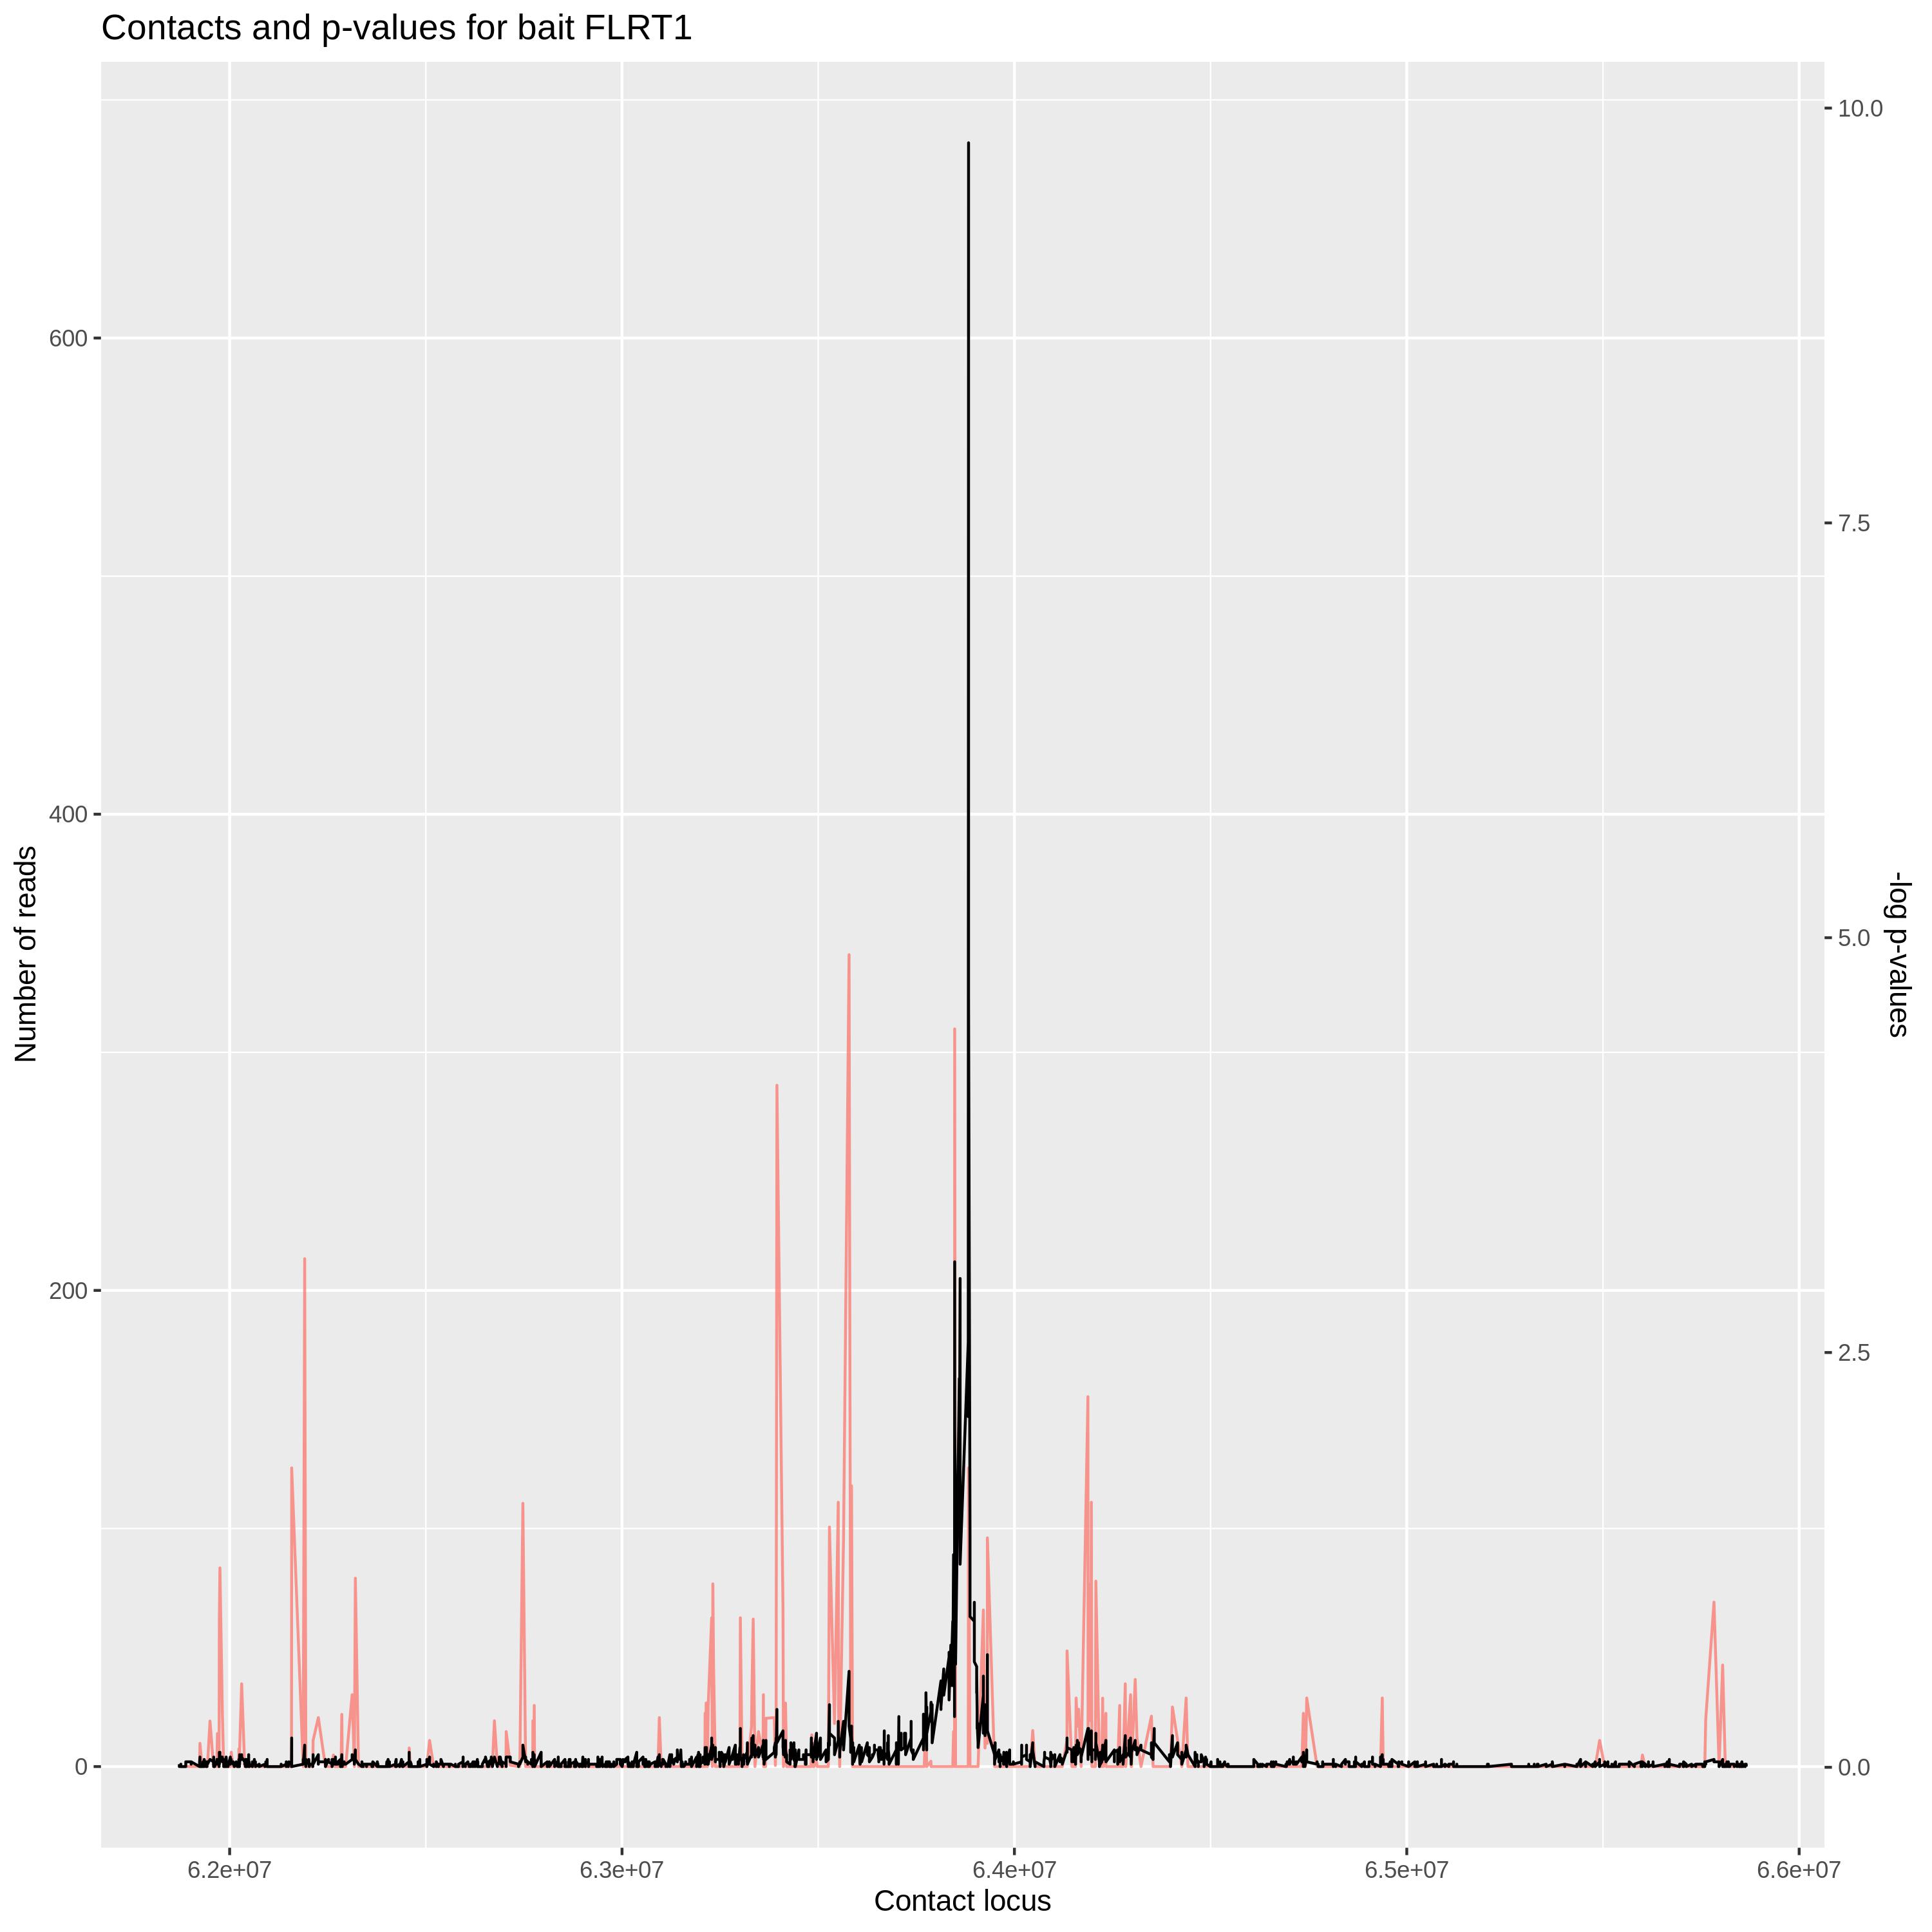 Contacts and p-values for bait FLRT1
10.0
600
7.5
400
5.0
Number of reads
-log p-values
200
2.5
0
0.0
6.2e+07
6.3e+07
6.4e+07
6.5e+07
6.6e+07
Contact locus